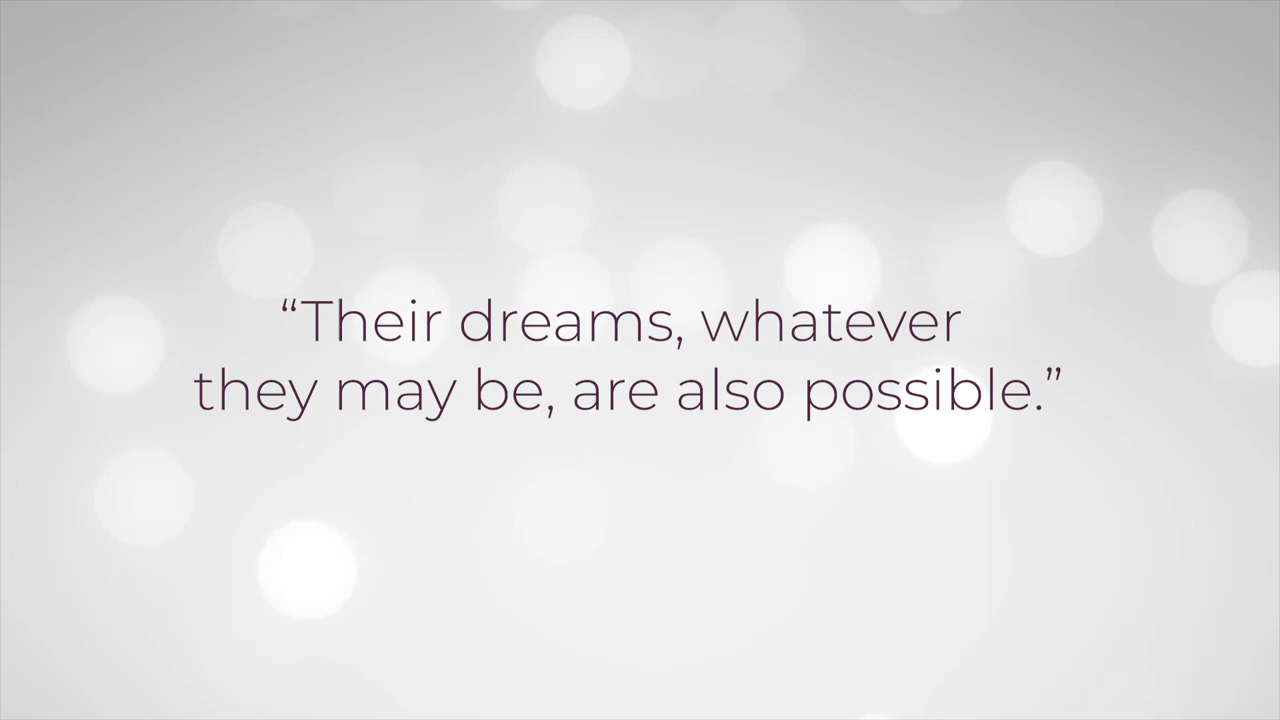 “Their dreams, whatever
they may be, are also possible.”